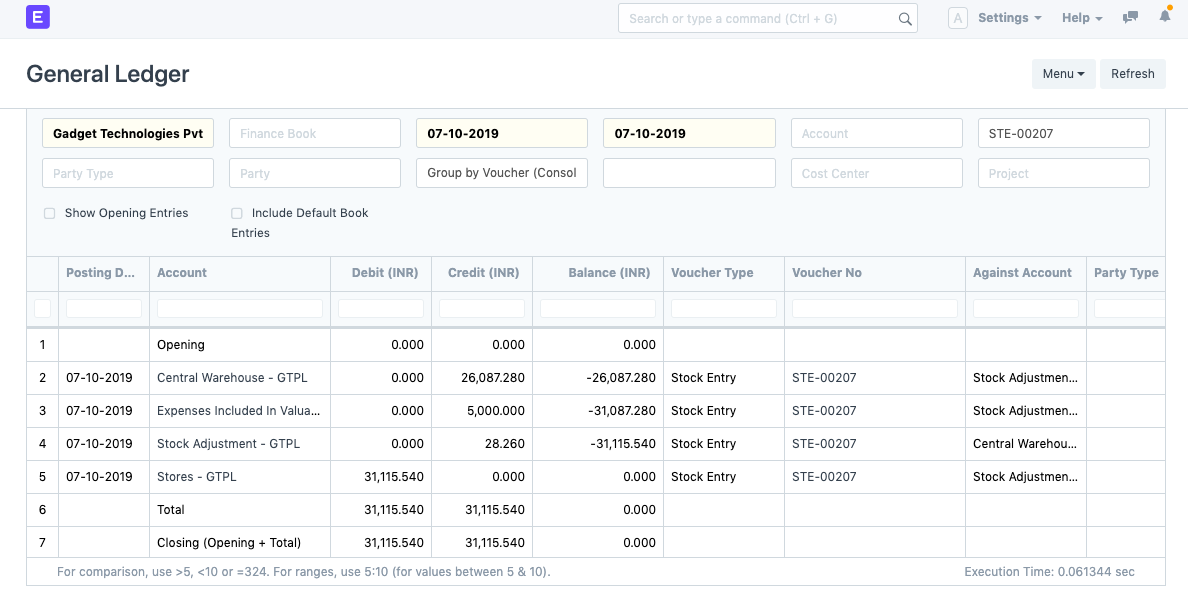 E Search or type a command (Ctrl + G) A Settings Help
General Ledger Menu Refresh
Gadget Technologies Pvt Finance Book 07-10-2019 07-10-2019 Account STE-00207
Party Type Party Group by Voucher (Consol Cost Center Project
Show Opening Entries Include Default Book
Entries
Posting D... Account Debit (INR) Credit (INR) Balance (INR) Voucher Type Voucher No Against Account Party Type
1 Opening 0.000 0.000 0.000
2 07-10-2019 Central Warehouse - GTPL 0.000 26,087.280 -26,087.280 Stock Entry STE-00207 Stock Adjustmen...
3 07-10-2019 Expenses Included In Valua... 0.000 5,000.000 -31,087.280 Stock Entry STE-00207 Stock Adjustmen...
4 07-10-2019 Stock Adjustment - GTPL 0.000 28.260 -31,115.540 Stock Entry STE-00207 Central Warehou...
5 07-10-2019 Stores - GTPL 31,115.540 0.000 0.000 Stock Entry STE-00207 Stock Adjustmen...
6 Total 31,115.540 31,115.540 0.000
7 Closing (Opening + Total) 31,115.540 31,115.540 0.000
For comparison, use >5, <10 or =324. For ranges, use 5:10 (for values between 5 & 10). Execution Time: 0.061344 sec